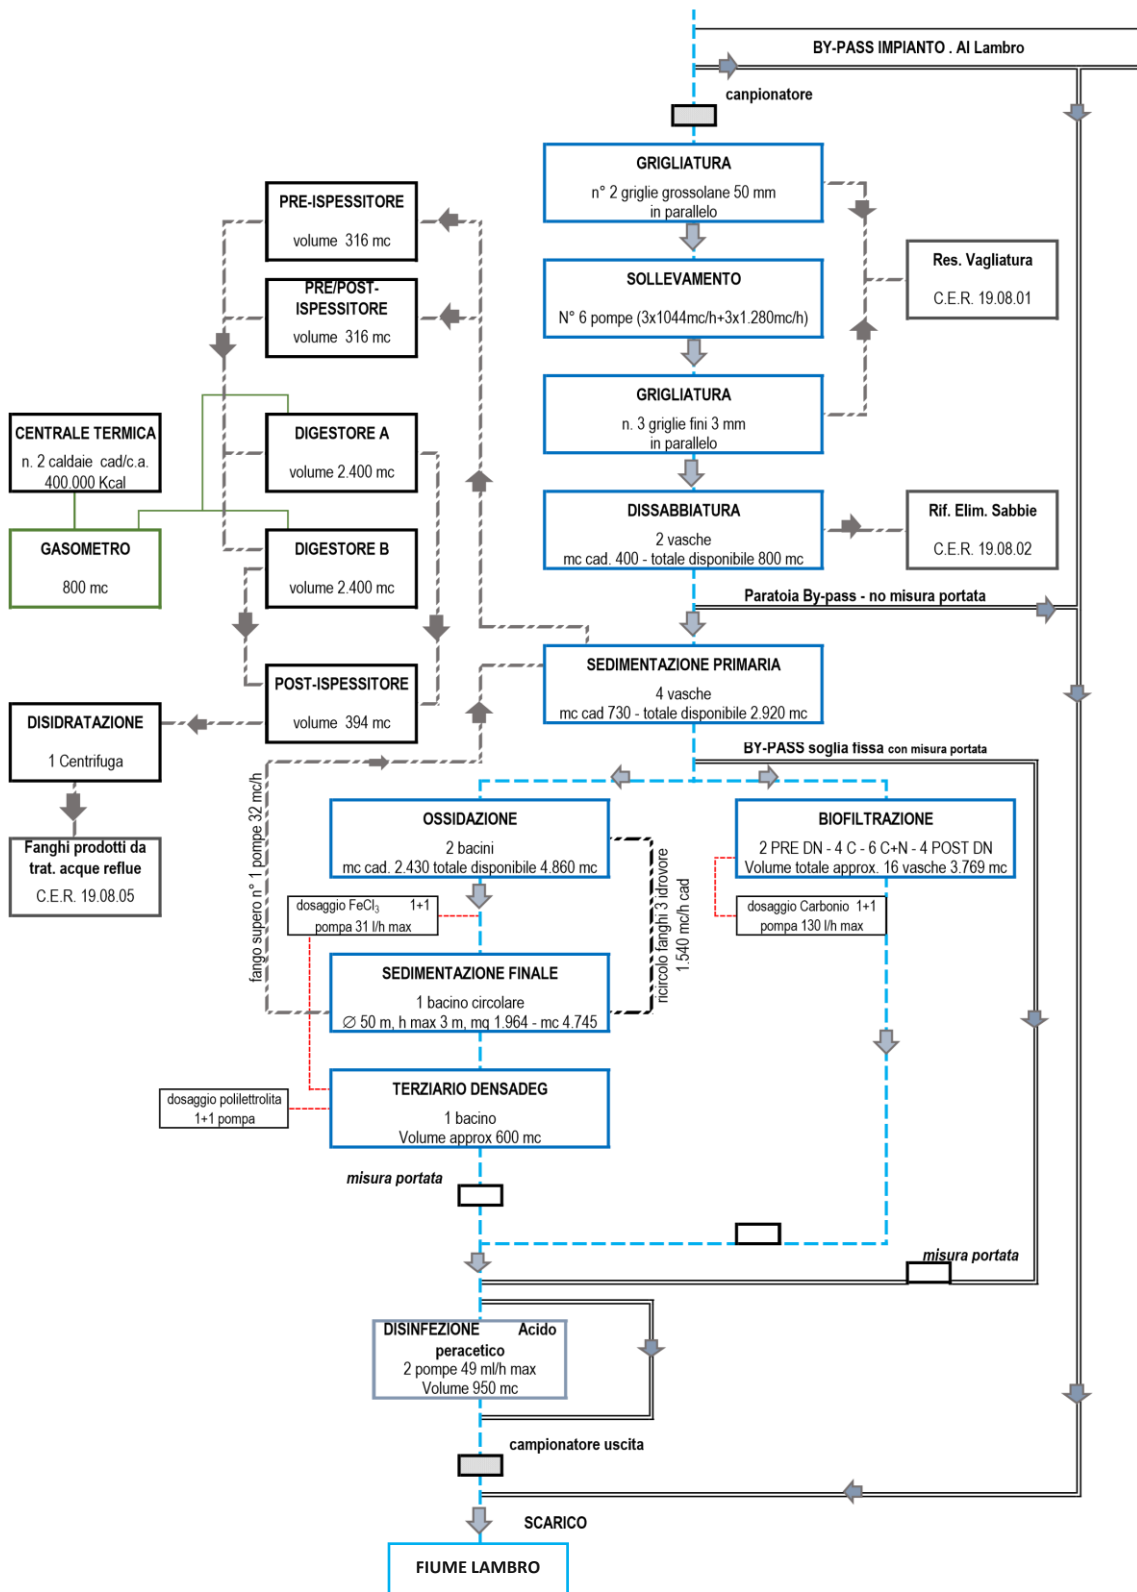 BY-PASS IMPIANTO . Al Lambro
canpionatore
GRIGLIATURA
n° 2 griglie grossolane 50 mm
in parallelo
PRE-ISPESSITORE
volume 316 mc
Res. Vagliatura
C.E.R. 19.08.01
SOLLEVAMENTO
N° 6 pompe (3x1044mc/h+3x1.280mc/h)
PRE/POST-
ISPESSITORE
volume 316 mc
GRIGLIATURA
n. 3 griglie fini 3 mm
in parallelo
CENTRALE TERMICA
n. 2 caldaie cad/c.a.
400.000 Kcal
DIGESTORE A
volume 2.400 mc
DISSABBIATURA
2 vasche
mc cad. 400 - totale disponibile 800 mc
Rif. Elim. Sabbie
C.E.R. 19.08.02
GASOMETRO
800 mc
DIGESTORE B
volume 2.400 mc
Paratoia By-pass - no misura portata
SEDIMENTAZIONE PRIMARIA
4 vasche
mc cad 730 - totale disponibile 2.920 mc
POST-ISPESSITORE
volume 394 mc
DISIDRATAZIONE
1 Centrifuga
BY-PASS soglia fissa con misura portata
fango supero n° 1 pompe 32 mc/h
OSSIDAZIONE
2 bacini
mc cad. 2.430 totale disponibile 4.860 mc
BIOFILTRAZIONE
2 PRE DN - 4 C - 6 C+N - 4 POST DN
Volume totale approx. 16 vasche 3.769 mc
Fanghi prodotti da
trat. acque reflue
C.E.R. 19.08.05
dosaggio FeCl₃ 1+1
pompa 31 l/h max
ricircolo fanghi 3 idrovore
1.540 mc/h cad
dosaggio Carbonio 1+1
pompa 130 l/h max
SEDIMENTAZIONE FINALE
1 bacino circolare
∅ 50 m, h max 3 m, mq 1.964 - mc 4.745
TERZIARIO DENSADEG
1 bacino
Volume approx 600 mc
dosaggio polilettrolita
1+1 pompa
misura portata
misura portata
DISINFEZIONE Acido
peracetico
2 pompe 49 ml/h max
Volume 950 mc
campionatore uscita
SCARICO
FIUME LAMBRO